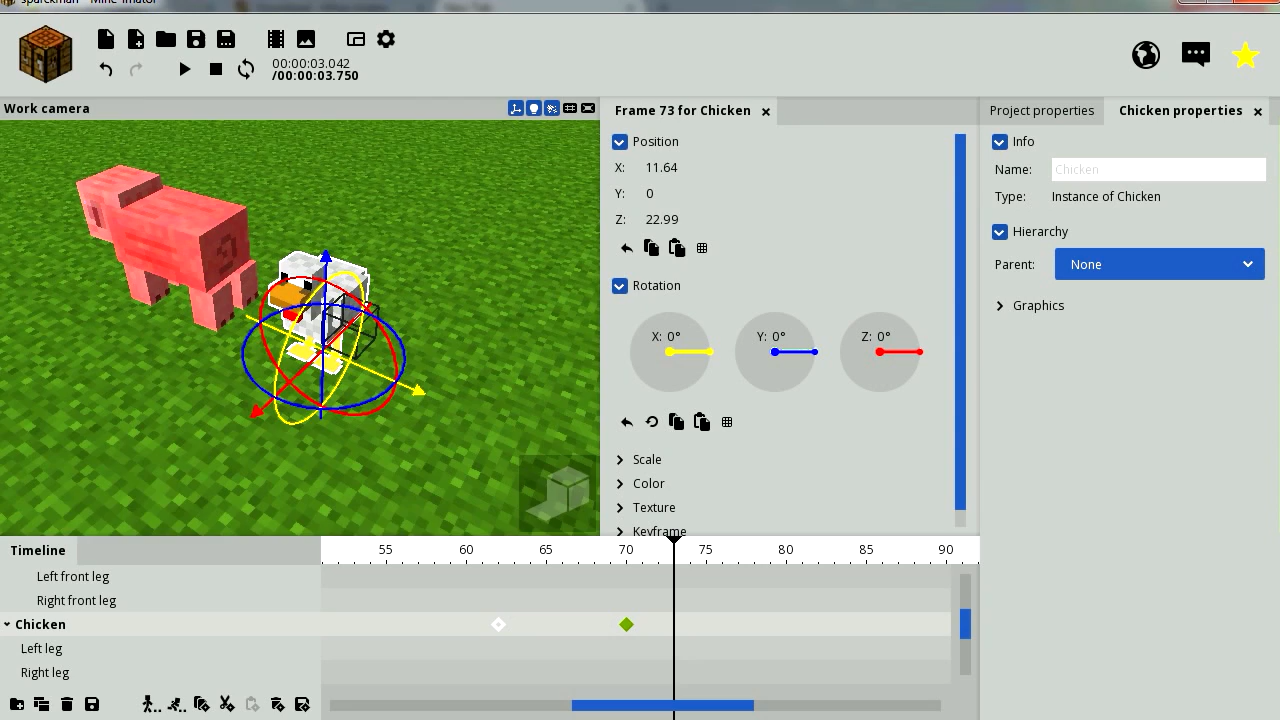 sparckman - Mine-imator
00:00:03.042
/00:00:03.750
Work camera
Frame 73 for Chicken
Position
X: 11.64
Y: 0
Z: 22.99
Rotation
X: 0° Y: 0° Z: 0°
Scale
Color
Texture
Keyframe
Project properties Chicken properties
Info
Name: Chicken
Type: Instance of Chicken
Hierarchy
Parent: None
Graphics
Timeline
55 60 65 70 75 80 85 90
Left front leg
Right front leg
Chicken
Left leg
Right leg